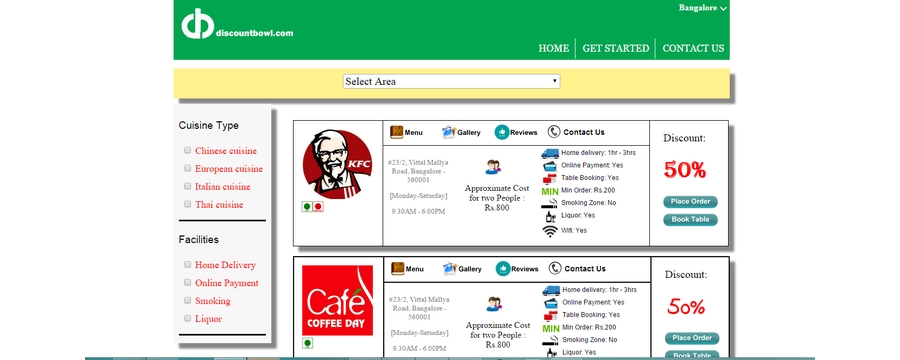 Bangalore
discountbowl.com
HOME GET STARTED CONTACT US
Select Area
Cuisine Type
Chinese cuisine
European cuisine
Italian cuisine
Thai cuisine
Facilities
Home Delivery
Online Payment
Smoking
Liquor
KFC
Menu Gallery Reviews Contact Us
#23/2, Vittal Mallya
Road, Bangalore -
560001
[Monday-Saturday]
9.30AM - 6.00PM
Approximate Cost
for two People :
Rs.800
Home delivery: 1hr - 3hrs
Online Payment: Yes
Table Booking: Yes
MIN Min Order: Rs.200
Smoking Zone: No
Liquor: Yes
Wifi: Yes
Discount:
50%
Place Order
Book Table
Café
COFFEE DAY
Menu Gallery Reviews Contact Us
#23/2, Vittal Mallya
Road, Bangalore -
560001
[Monday-Saturday]
9.30AM - 6.00PM
Approximate Cost
for two People :
Rs.800
Home delivery: 1hr - 3hrs
Online Payment: Yes
Table Booking: Yes
MIN Min Order: Rs.200
Smoking Zone: No
Liquor: Yes
Discount:
50%
Place Order
Book Table